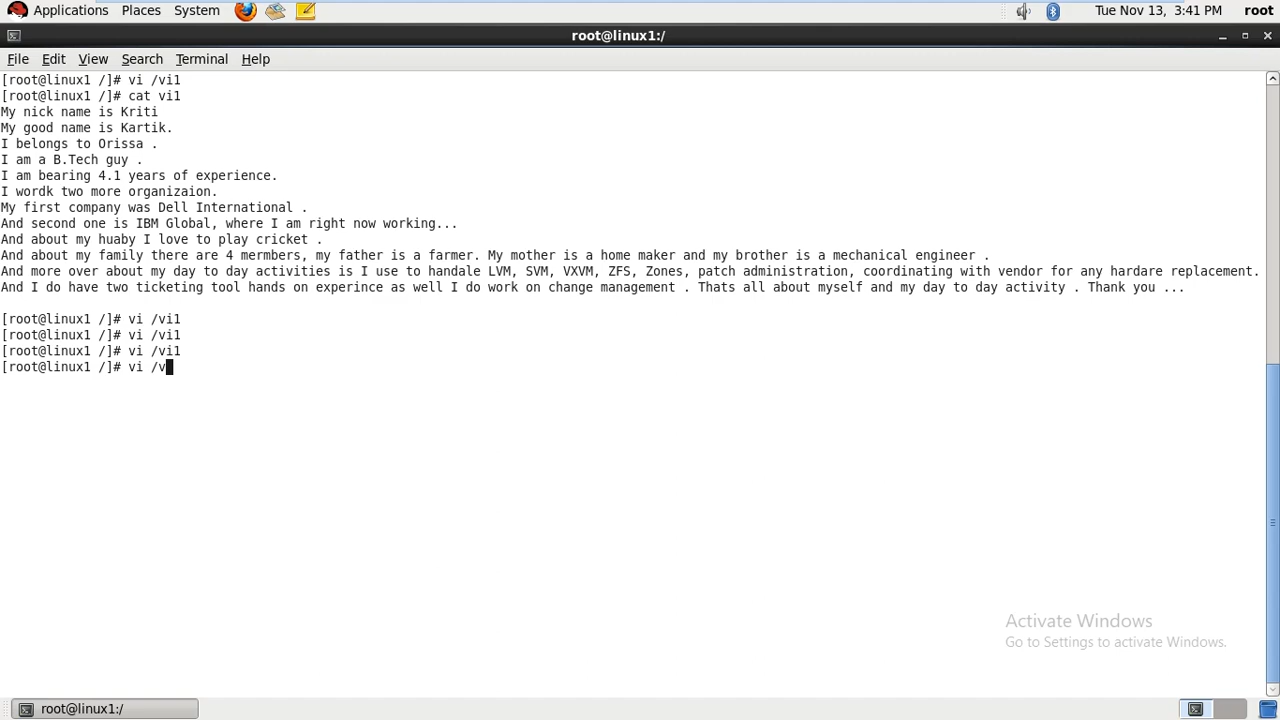 Applications Places System Tue Nov 13, 3:41 PM root
root@linux1:/
File Edit View Search Terminal Help
[root@linux1 /]# vi /vi1
[root@linux1 /]# cat vi1
My nick name is Kriti
My good name is Kartik.
I belongs to Orissa .
I am a B.Tech guy .
I am bearing 4.1 years of experience.
I wordk two more organizaion.
My first company was Dell International .
And second one is IBM Global, where I am right now working...
And about my huaby I love to play cricket .
And about my family there are 4 mermbers, my father is a farmer. My mother is a home maker and my brother is a mechanical engineer .
And more over about my day to day activities is I use to handale LVM, SVM, VXVM, ZFS, Zones, patch administration, coordinating with vendor for any hardare replacement.
And I do have two ticketing tool hands on experince as well I do work on change management . Thats all about myself and my day to day activity . Thank you ...
[root@linux1 /]# vi /vi1
[root@linux1 /]# vi /vi1
[root@linux1 /]# vi /vi1
[root@linux1 /]# vi /v
Activate Windows
Go to Settings to activate Windows.
root@linux1:/